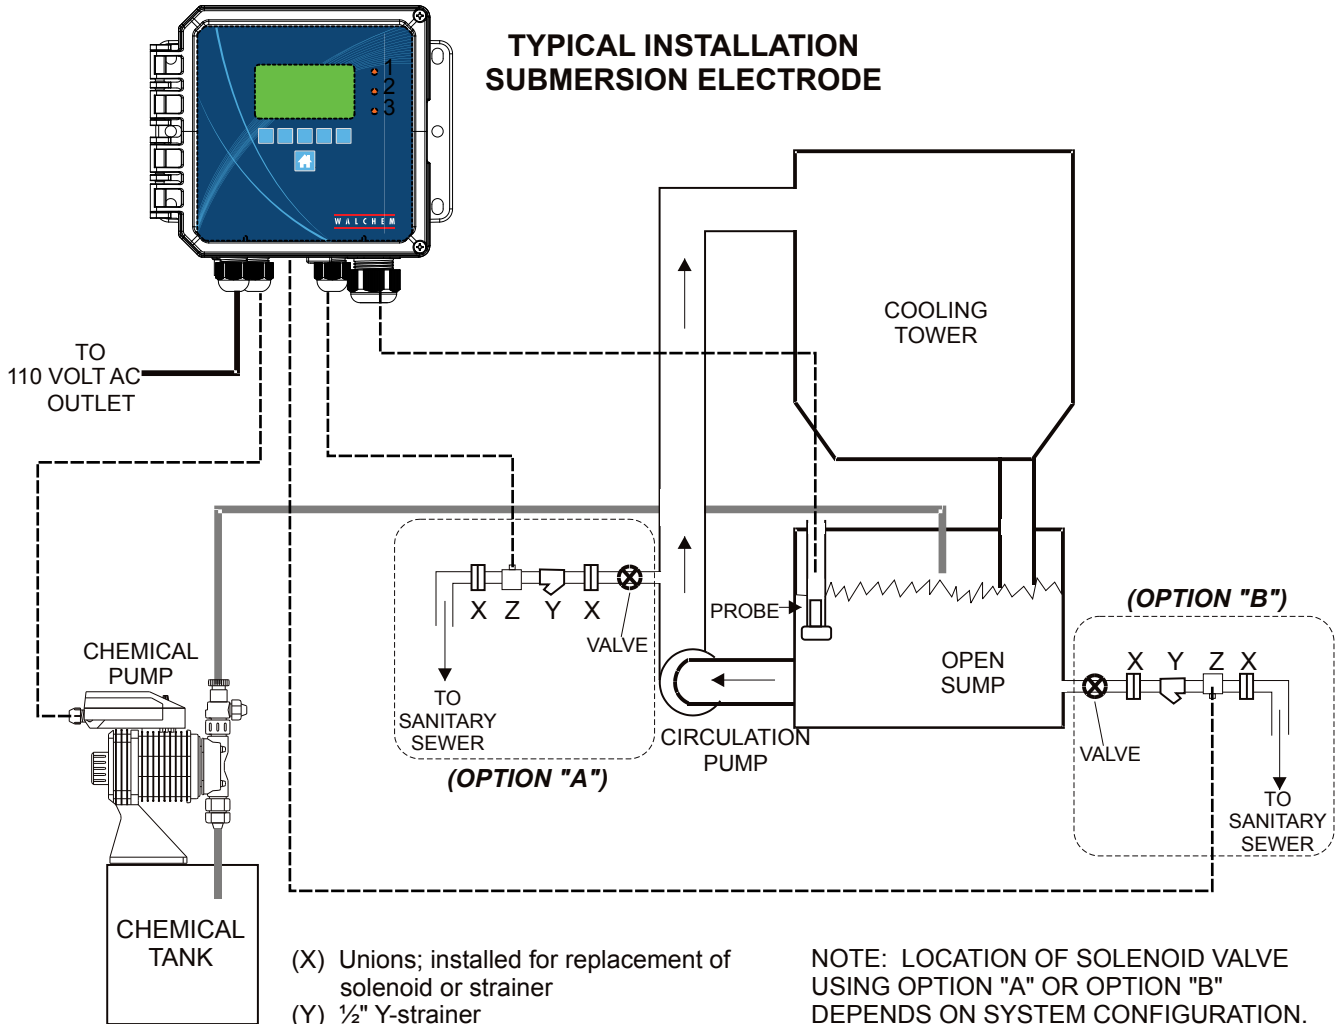 TYPICAL INSTALLATION
SUBMERSION ELECTRODE
1
2
3
WALCHEM
TO
110 VOLT AC
OUTLET
COOLING
TOWER
X Z Y X
VALVE
TO
SANITARY
SEWER
(OPTION "A")
PROBE
OPEN
SUMP
CIRCULATION
PUMP
(OPTION "B")
X Y Z X
VALVE
TO
SANITARY
SEWER
CHEMICAL
PUMP
CHEMICAL
TANK
(X) Unions; installed for replacement of
solenoid or strainer
(Y) ½" Y-strainer
NOTE: LOCATION OF SOLENOID VALVE
USING OPTION "A" OR OPTION "B"
DEPENDS ON SYSTEM CONFIGURATION.